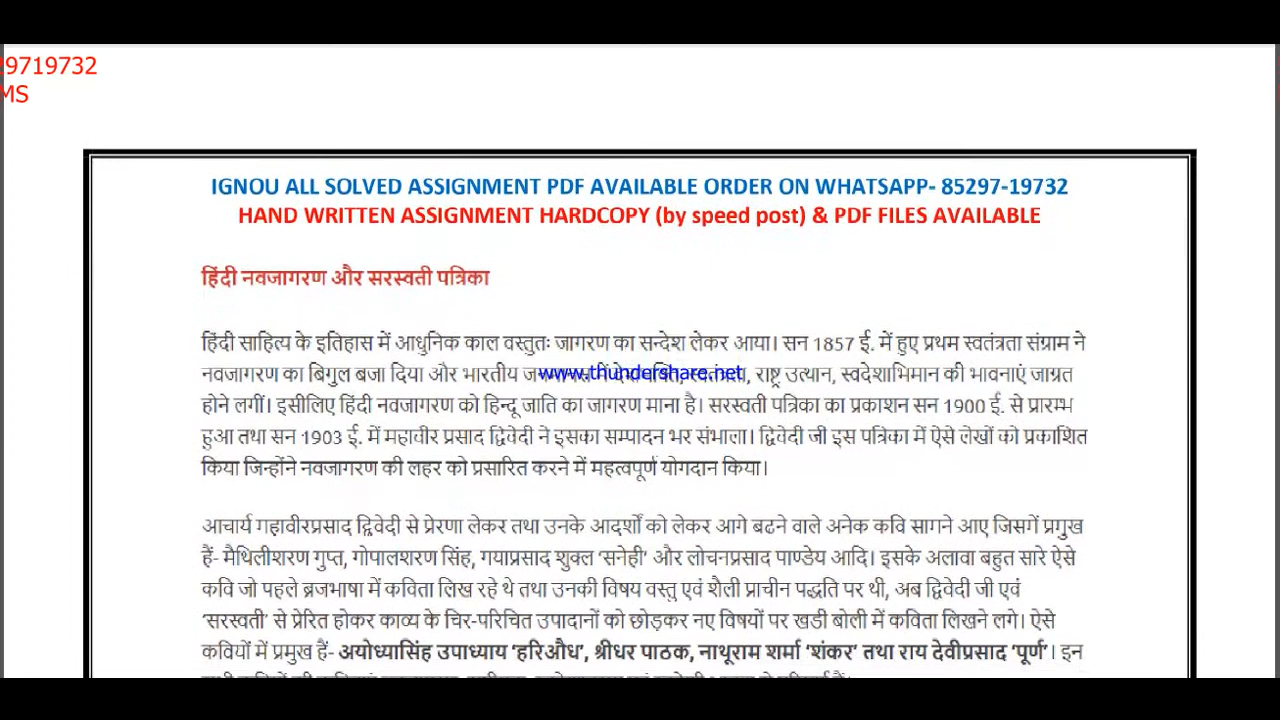 9719732
MS
IGNOU ALL SOLVED ASSIGNMENT PDF AVAILABLE ORDER ON WHATSAPP- 85297-19732
HAND WRITTEN ASSIGNMENT HARDCOPY (by speed post) & PDF FILES AVAILABLE
हिंदी नवजागरण और सरस्वती पत्रिका
हिंदी साहित्य के इतिहास में आधुनिक काल वस्तुतः जागरण का सन्देश लेकर आया। सन 1857 ई. में हुए प्रथम स्वतंत्रता संग्राम ने
नवजागरण का बिगुल बजा दिया और भारतीय राष्ट्र उत्थान, स्वदेशाभिमान की भावनाएं जाग्रत
www.thundershare.net
होने लगीं। इसीलिए हिंदी नवजागरण को हिन्दू जाति का जागरण माना है। सरस्वती पत्रिका का प्रकाशन सन 1900 ई. से प्रारम्भ
हुआ तथा सन 1903 ई. में महावीर प्रसाद द्विवेदी ने इसका सम्पादन भर संभाला। द्विवेदी जी इस पत्रिका में ऐसे लेखों को प्रकाशित
किया जिन्होंने नवजागरण की लहर को प्रसारित करने में महत्वपूर्ण योगदान किया।
आचार्य महावीरप्रसाद द्विवेदी से प्रेरणा लेकर तथा उनके आदर्शों को लेकर आगे बढने वाले अनेक कवि सामने आए जिसमें प्रमुख
हैं- मैथिलीशरण गुप्त, गोपालशरण सिंह, गयाप्रसाद शुक्ल ‘सनेही’ और लोचनप्रसाद पाण्डेय आदि। इसके अलावा बहुत सारे ऐसे
कवि जो पहले ब्रजभाषा में कविता लिख रहे थे तथा उनकी विषय वस्तु एवं शैली प्राचीन पद्धति पर थी, अब द्विवेदी जी एवं
‘सरस्वती’ से प्रेरित होकर काव्य के चिर-परिचित उपादानों को छोड़कर नए विषयों पर खडी बोली में कविता लिखने लगे। ऐसे
कवियों में प्रमुख हैं- अयोध्यासिंह उपाध्याय ‘हरिऔध’, श्रीधर पाठक, नाथूराम शर्मा ‘शंकर’ तथा राय देवीप्रसाद ‘पूर्ण’। इन